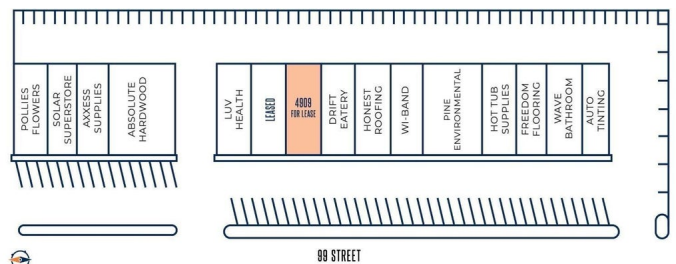 POLLIES
FLOWERS
SOLAR
SUPERSTORE
AXXESS
SUPPLIES
ABSOLUTE
HARDWOOD
LUV
HEALTH
LEASED
4909
FOR LEASE
DRIFT
EATERY
HONEST
ROOFING
WI-BAND
PINE
ENVIRONMENTAL
HOT TUB
SUPPLIES
FREEDOM
FLOORING
WAVE
BATHROOM
AUTO
TINTING
99 STREET